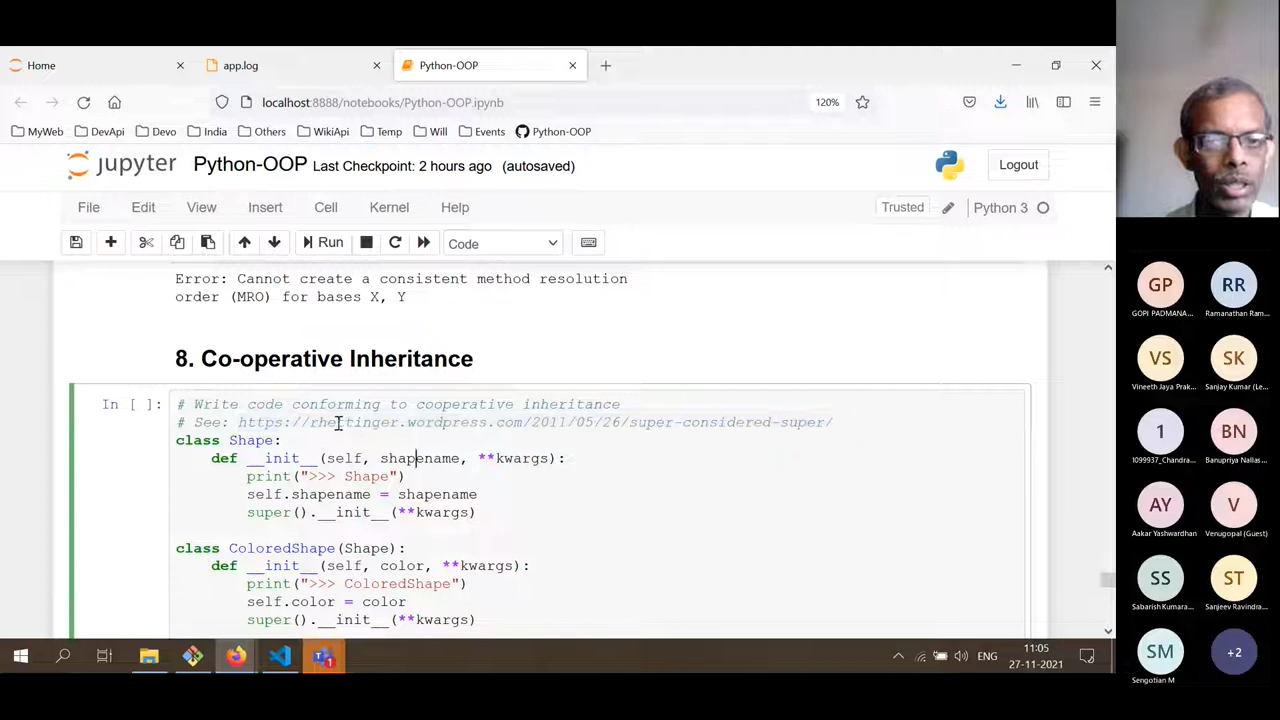 Home
app.log
Python-OOP
localhost:8888/notebooks/Python-OOP.ipynb
120%
MyWeb
DevApi
Devo
India
Others
WikiApi
Temp
Will
Events
Python-OOP
jupyter
Python-OOP Last Checkpoint: 2 hours ago (autosaved)
Logout
File
Edit
View
Insert
Cell
Kernel
Help
Trusted
Python 3
Run
Code
Error: Cannot create a consistent method resolution
order (MRO) for bases X, Y
8. Co-operative Inheritance
In [ ]:
# Write code conforming to cooperative inheritance
# See: https://rhettinger.wordpress.com/2011/05/26/super-considered-super/
class Shape:
def __init__(self, shapename, **kwargs):
print(">>> Shape")
self.shapename = shapename
super().__init__(**kwargs)
class ColoredShape(Shape):
def __init__(self, color, **kwargs):
print(">>> ColoredShape")
self.color = color
super().__init__(**kwargs)
ENG
11:05
27-11-2021
GP
GOPI PADMANA...
RR
Ramanathan Ram...
VS
Vineeth Jaya Prak...
SK
Sanjay Kumar (Le...
1
1099937_Chandra...
BN
Banupriya Nallas...
AY
Aakar Yashwardhan
V
Venugopal (Guest)
SS
Sabarish Kumara...
ST
Sanjeev Ravindra...
SM
Sengotian M
+2